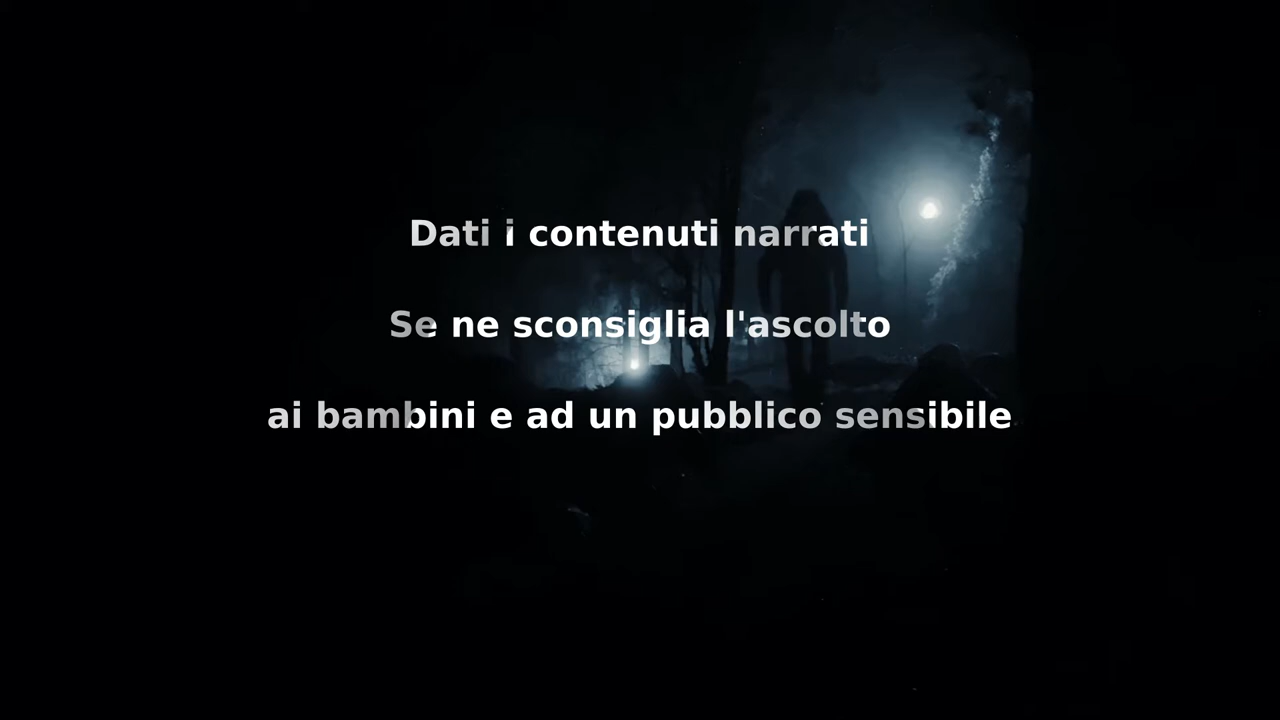 Dati i contenuti narrati
Se ne sconsiglia l'ascolto
ai bambini e ad un pubblico sensibile